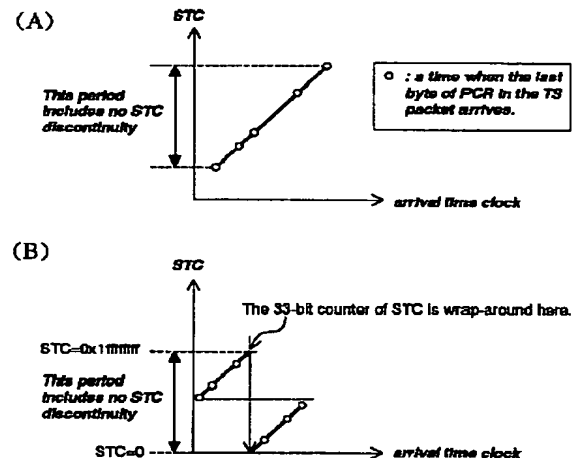 (A)
STC
This period
includes no STC
discontinuity
o : a time when the last
byte of PCR in the TS
packet arrives.
arrival time clock
(B)
STC
The 33-bit counter of STC is wrap-around here.
STC=0x1ffffffff
This period
includes no STC
discontinuity
STC=0
arrival time clock